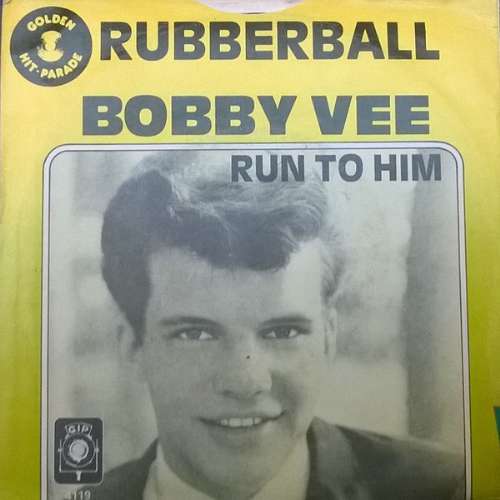 GOLDEN
HIT-PARADE
RUBBERBALL
BOBBY VEE
RUN TO HIM
GIP